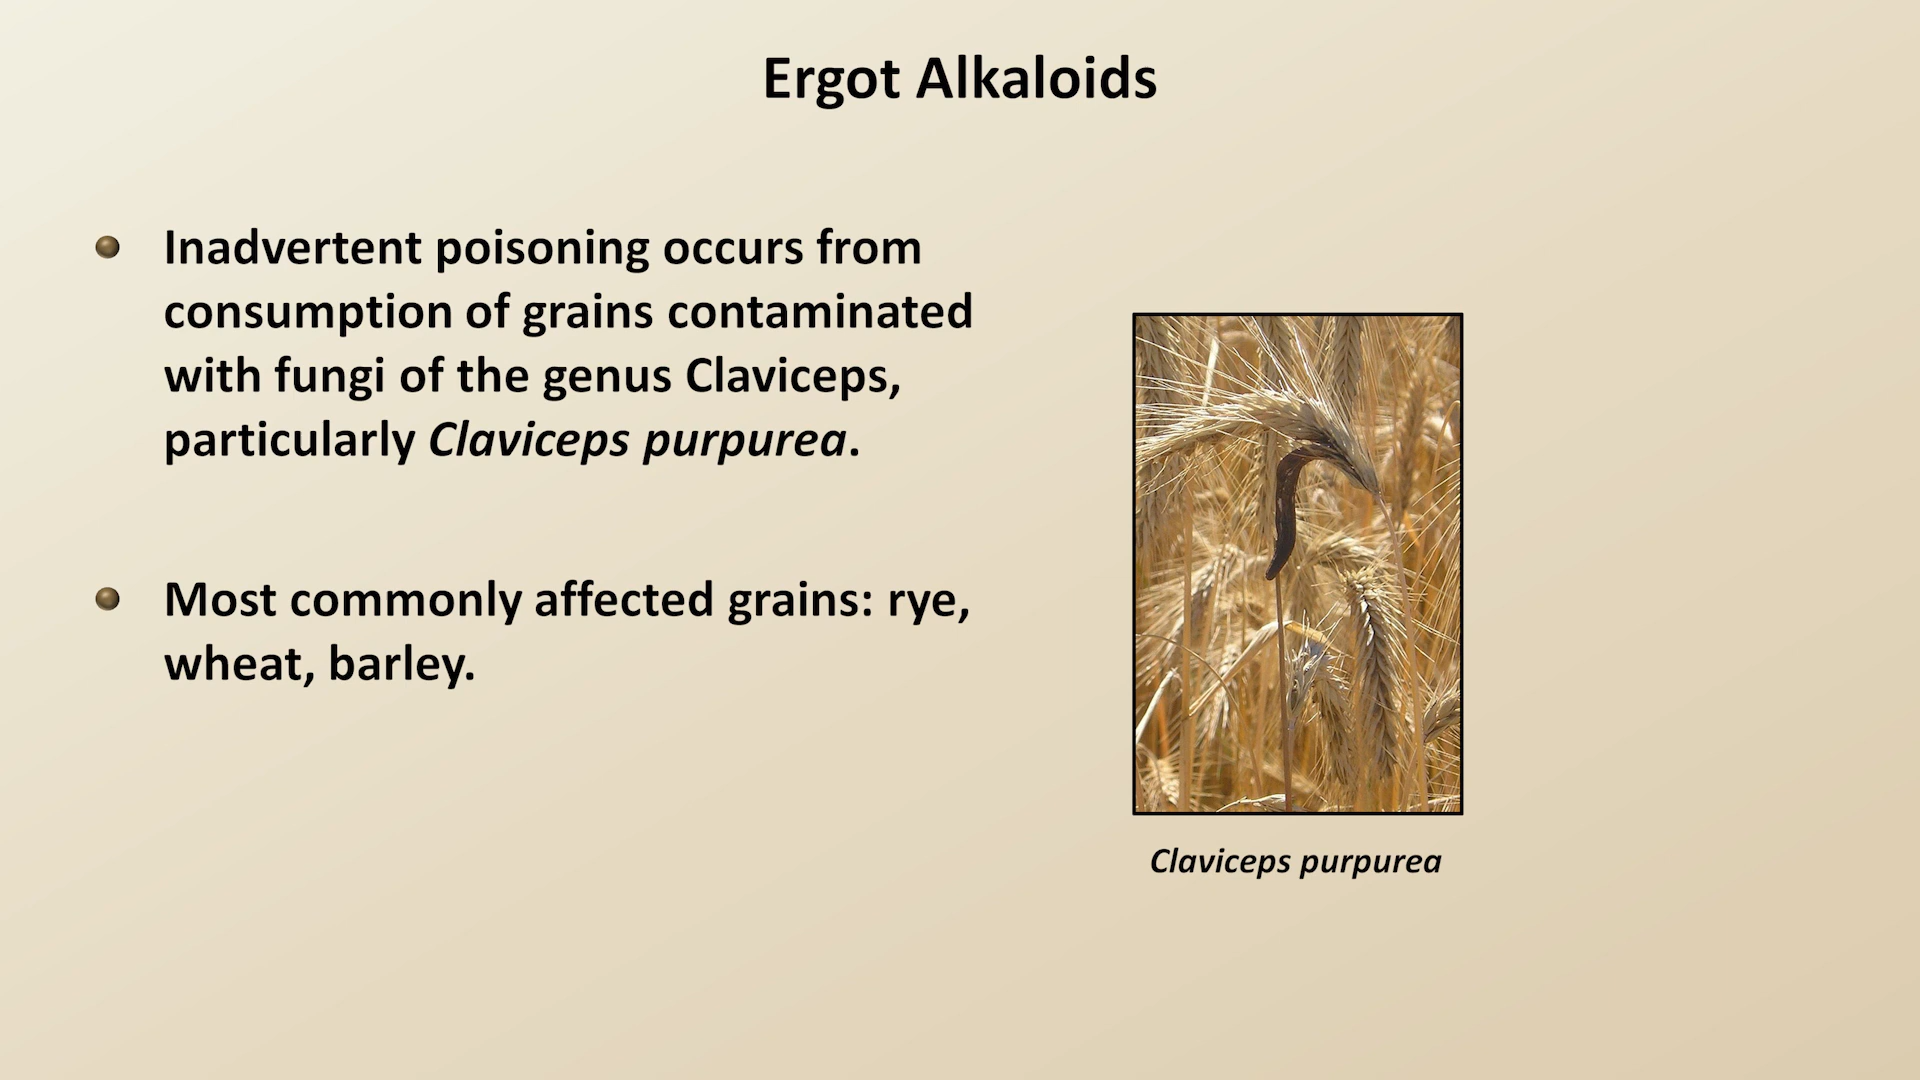 Ergot Alkaloids
Inadvertent poisoning occurs from
consumption of grains contaminated
with fungi of the genus Claviceps,
particularly Claviceps purpurea.
Most commonly affected grains: rye,
wheat, barley.
Claviceps purpurea